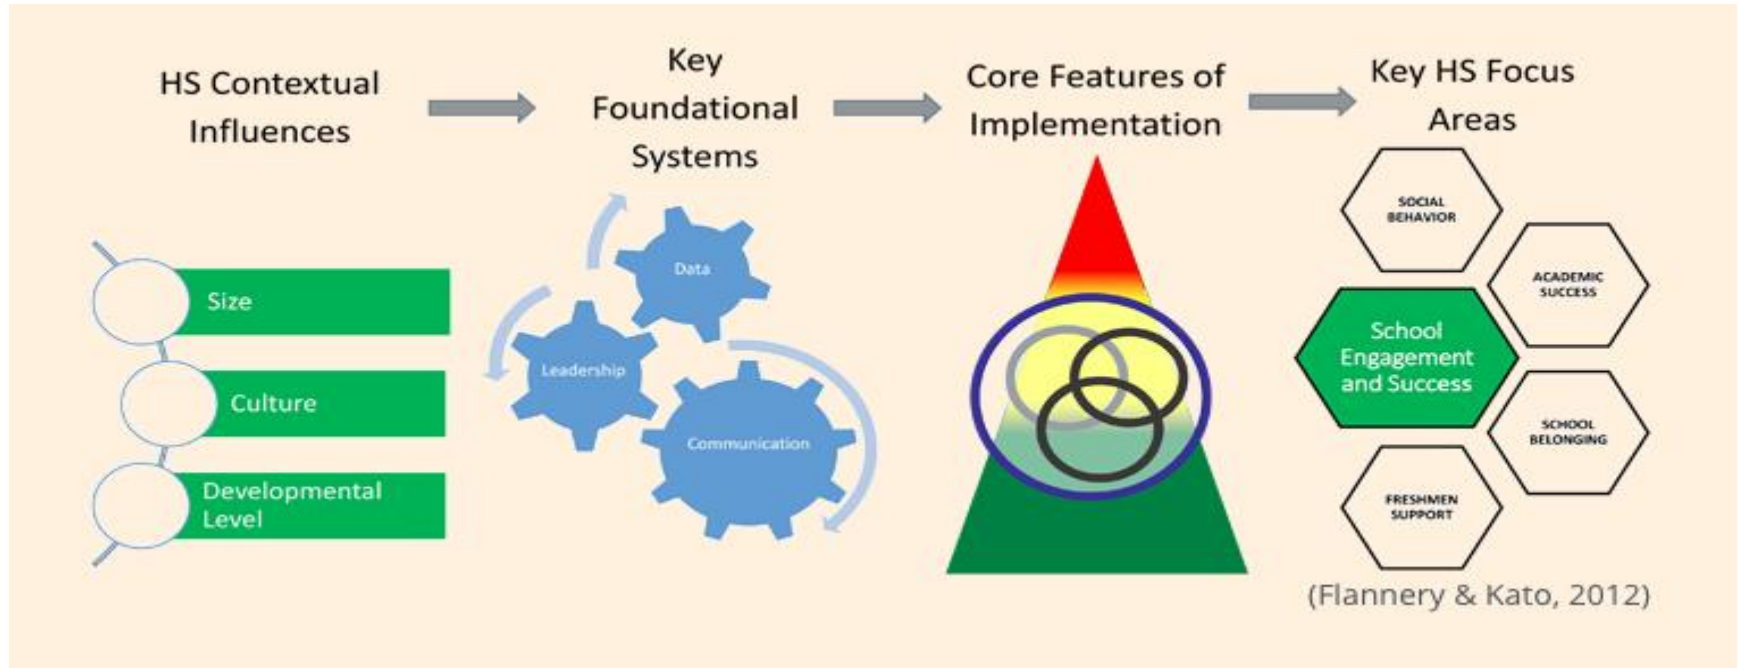 HS Contextual
Influences
Key
Foundational
Systems
Core Features of
Implementation
Key HS Focus
Areas
Size
Culture
Developmental
Level
Data
Leadership
Communication
SOCIAL
BEHAVIOR
ACADEMIC
SUCCESS
School
Engagement
and Success
SCHOOL
BELONGING
FRESHMEN
SUPPORT
(Flannery & Kato, 2012)